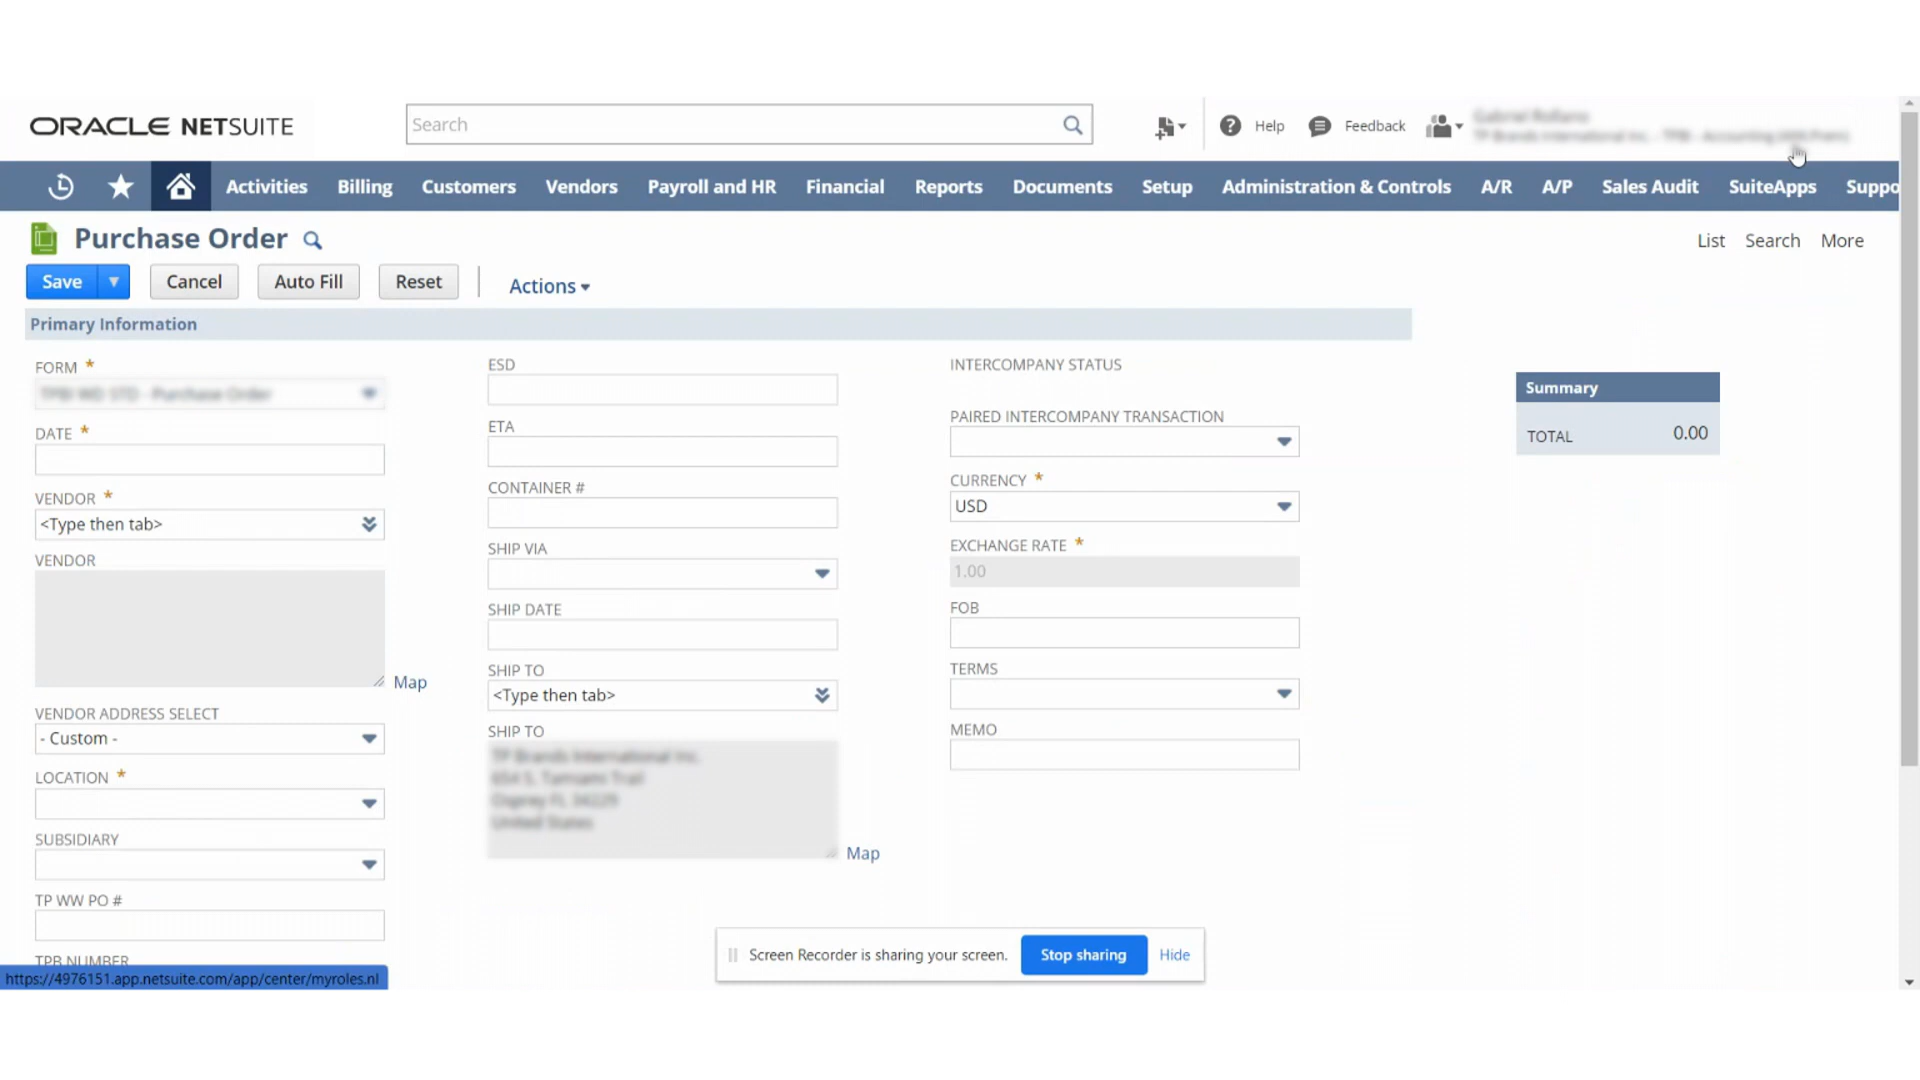 ORACLE NETSUITE
Search
Help
Feedback
Activities Billing Customers Vendors Payroll and HR Financial Reports Documents Setup Administration & Controls A/R A/P Sales Audit SuiteApps Suppo
Purchase Order
List Search More
Save Cancel Auto Fill Reset Actions
Primary Information
FORM *
DATE *
VENDOR *
<Type then tab>
VENDOR
Map
VENDOR ADDRESS SELECT
- Custom -
LOCATION *
SUBSIDIARY
TP WW PO #
TPB NUMBER
ESD
ETA
CONTAINER #
SHIP VIA
SHIP DATE
SHIP TO
<Type then tab>
SHIP TO
Map
INTERCOMPANY STATUS
PAIRED INTERCOMPANY TRANSACTION
CURRENCY *
USD
EXCHANGE RATE *
1.00
FOB
TERMS
MEMO
Summary
TOTAL 0.00
Screen Recorder is sharing your screen. Stop sharing Hide
https://4976151.app.netsuite.com/app/center/myroles.nl